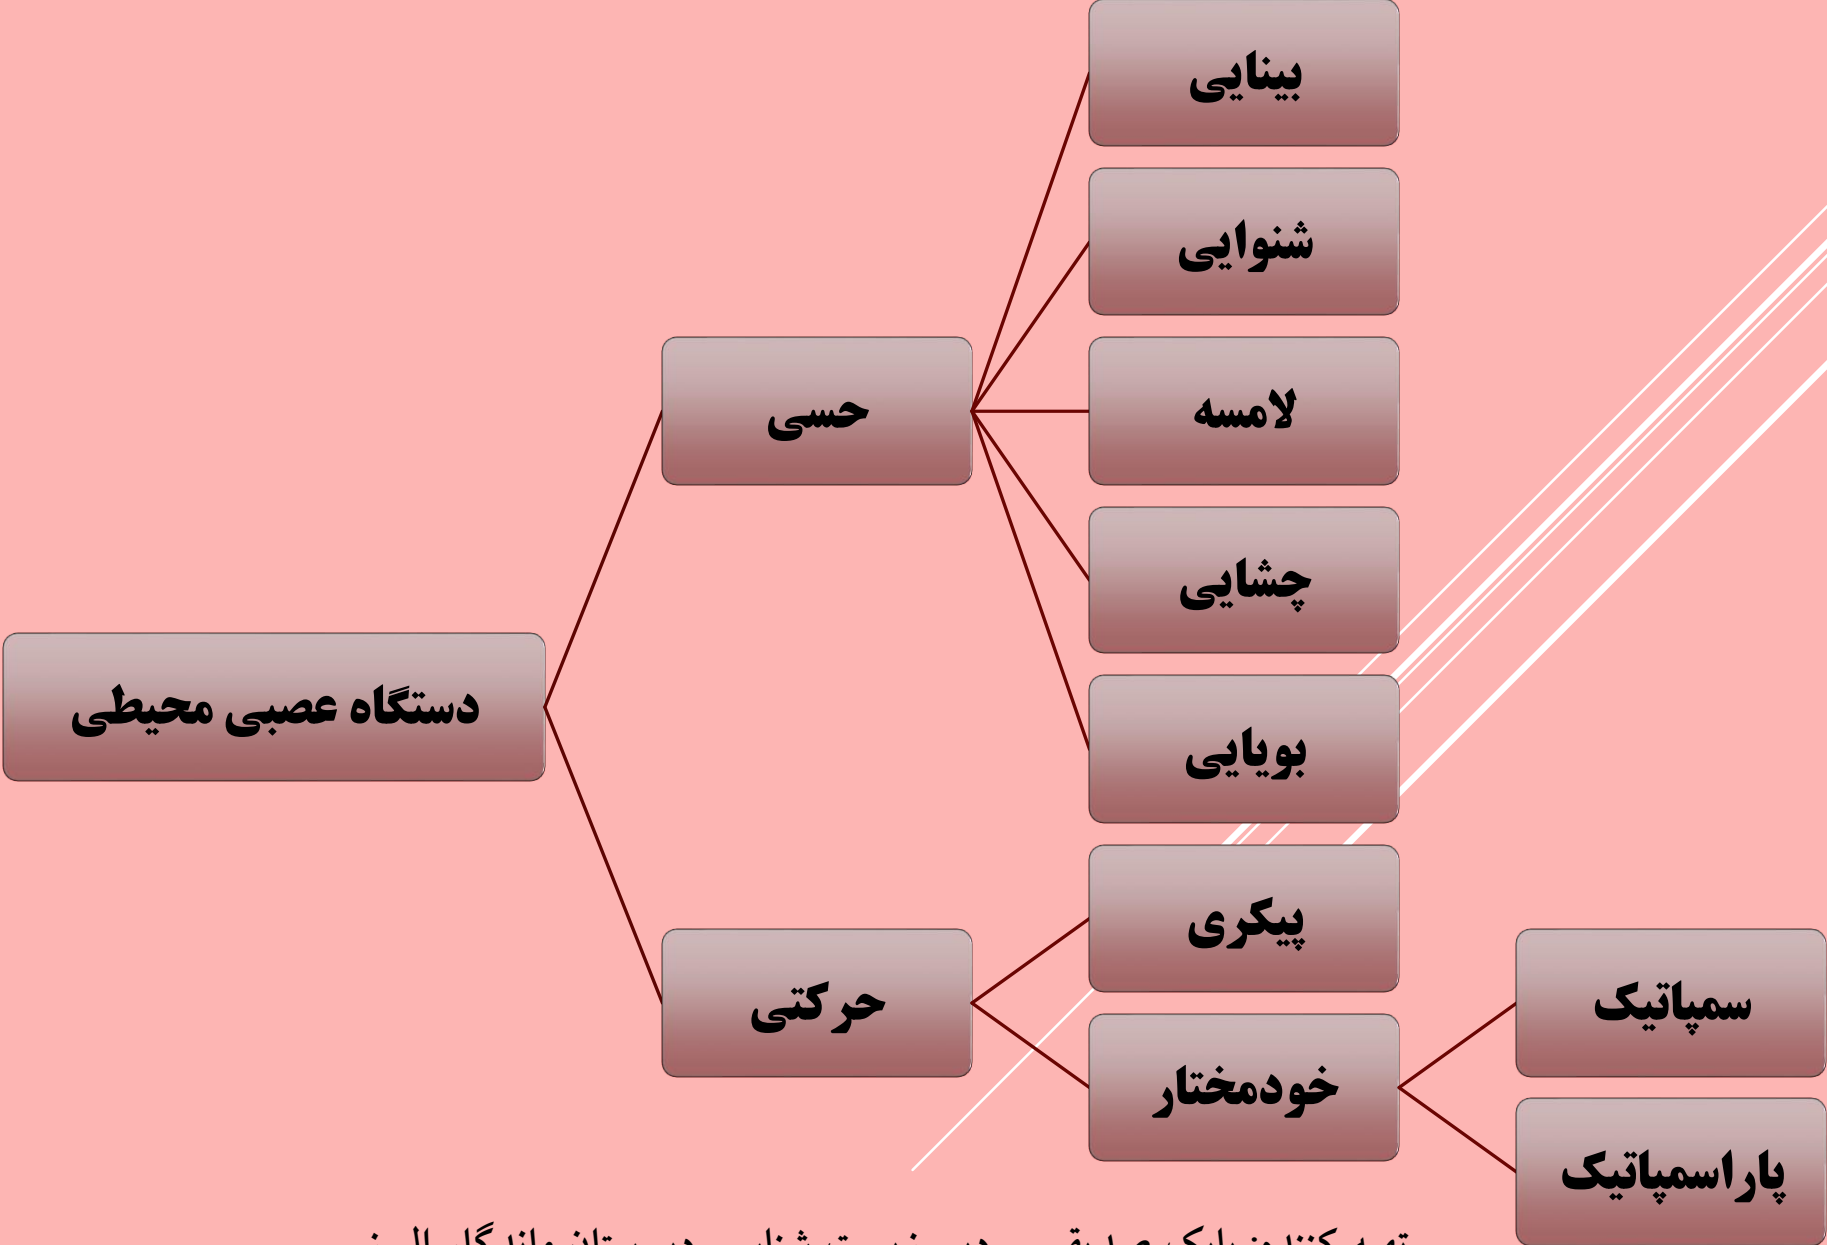 بینایی
شنوایی
لامسه
چشایی
بویایی
حسی
دستگاه عصبی محیطی
حرکتی
پیکری
خودمختار
سمپاتیک
پاراسمپاتیک